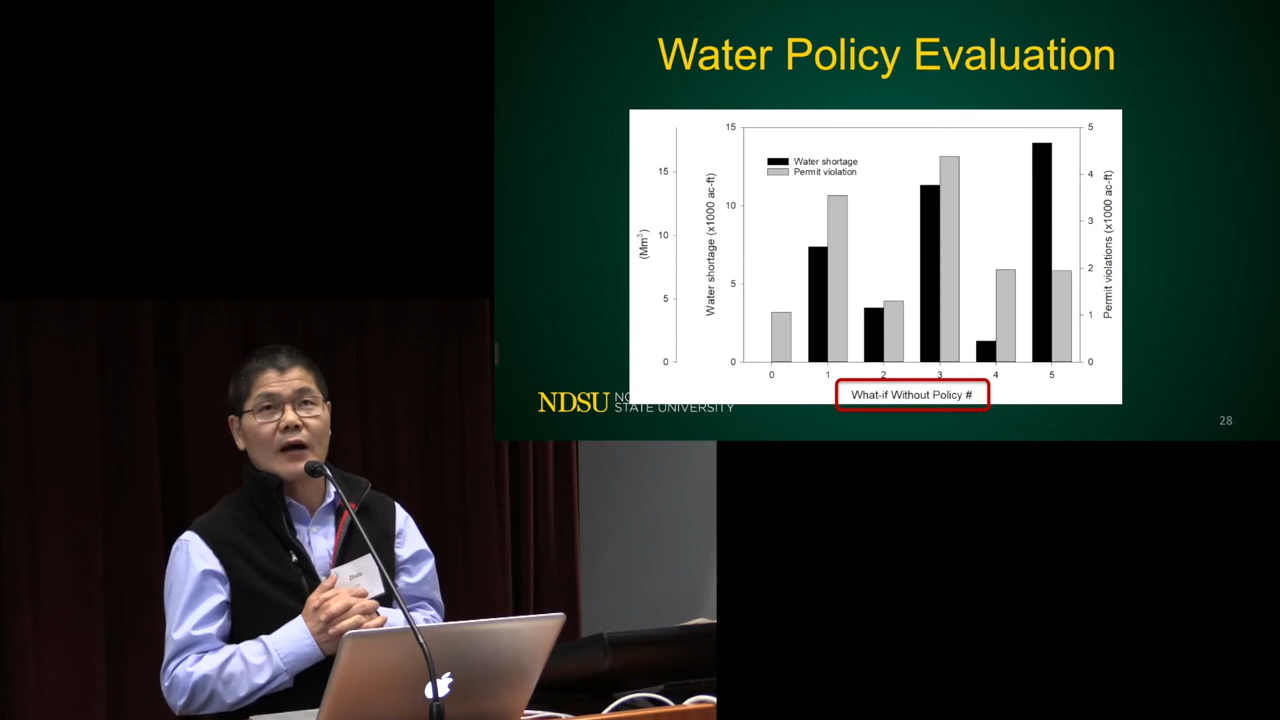 Water Policy Evaluation
15
10
5
0
(Mm³)
15
10
5
0
Water shortage (x1000 ac-ft)
Water shortage
Permit violation
5
4
3
2
1
0
Permit violations (x1000 ac-ft)
0 1 2 3 4 5
What-if Without Policy #
NDSU
STATE UNIVERSITY
28